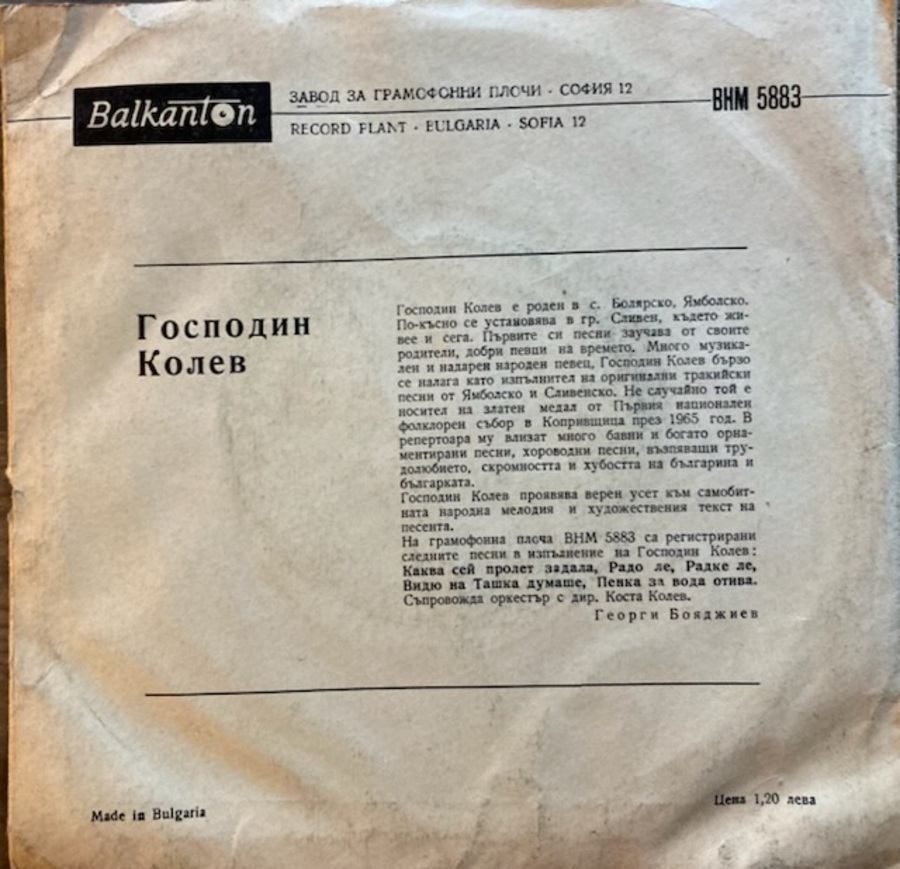 Balkanton
ЗАВОД ЗА ГРАМОФОННИ ПЛОЧИ · СОФИЯ 12
RECORD PLANT · BULGARIA · SOFIA 12
ВНМ 5883
Господин
Колев
Господин Колев е роден в с. Болярско, Ямболско.
По-късно се установява в гр. Сливен, където жи-
вее и сега. Първите си песни заучава от своите
родители, добри певци на времето. Много музика-
лен и надарен народен певец, Господин Колев бързо
се налага като изпълнител на оригинални тракийски
песни от Ямболско и Сливенско. Не случайно той е
носител на златен медал от Първия национален
фолклорен събор в Копривщица през 1965 год. В
репертоара му влизат много бавни и богато орна-
ментирани песни, хороводни песни, възпяващи тру-
долюбието, скромността и хубостта на българина и
българката.
Господин Колев проявява верен усет към самобит-
ната народна мелодия и художествения текст на
песента.
На грамофонна плоча ВНМ 5883 са регистрирани
следните песни в изпълнение на Господин Колев:
Каква сей пролет задала, Радо ле, Радке ле,
Видю на Ташка думаше, Пенка за вода отива.
Съпровожда оркестър с дир. Коста Колев.
Георги Бояджиев
Made in Bulgaria
Цена 1,20 лева